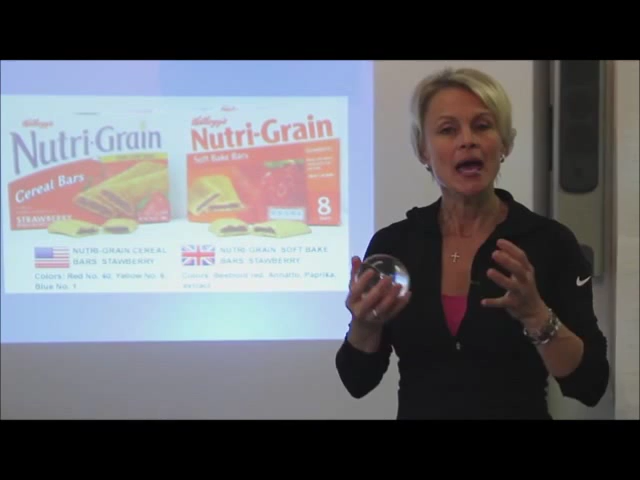 Kellogg's
Nutri-Grain
Cereal Bars
STRAWBERRY
Kellogg's
Nutri-Grain
Soft Bake Bars
8
NUTRI-GRAIN CEREAL
BARS: STAWBERRY
Colors: Red No. 40, Yellow No. 6,
Blue No. 1
NUTRI-GRAIN SOFT BAKE
BARS: STAWBERRY
Colors: Beetroot red, Annatto, Paprika,
extract